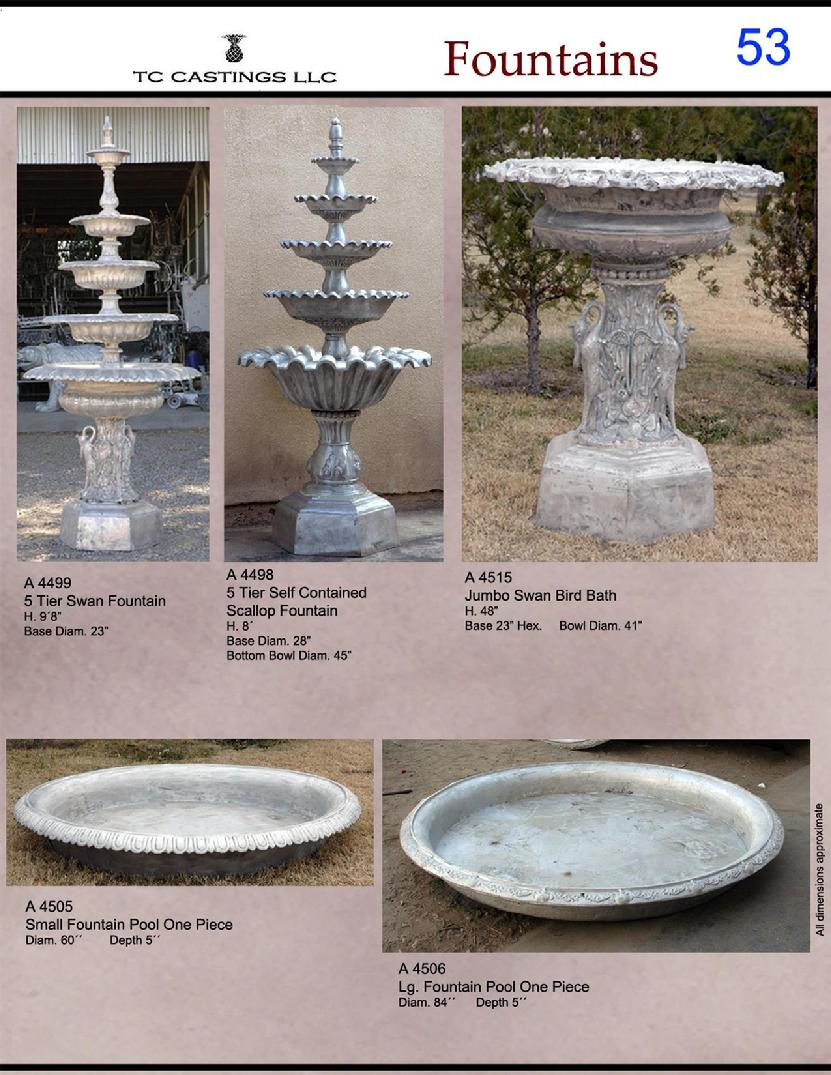 TC CASTINGS LLC
Fountains
53
A 4499
5 Tier Swan Fountain
H. 9´8"
Base Diam. 23"
A 4498
5 Tier Self Contained
Scallop Fountain
H. 8´
Base Diam. 28"
Bottom Bowl Diam. 45"
A 4515
Jumbo Swan Bird Bath
H. 48"
Base 23" Hex. Bowl Diam. 41"
A 4505
Small Fountain Pool One Piece
Diam. 60´´ Depth 5´´
A 4506
Lg. Fountain Pool One Piece
Diam. 84´´ Depth 5´´
All dimensions approximate